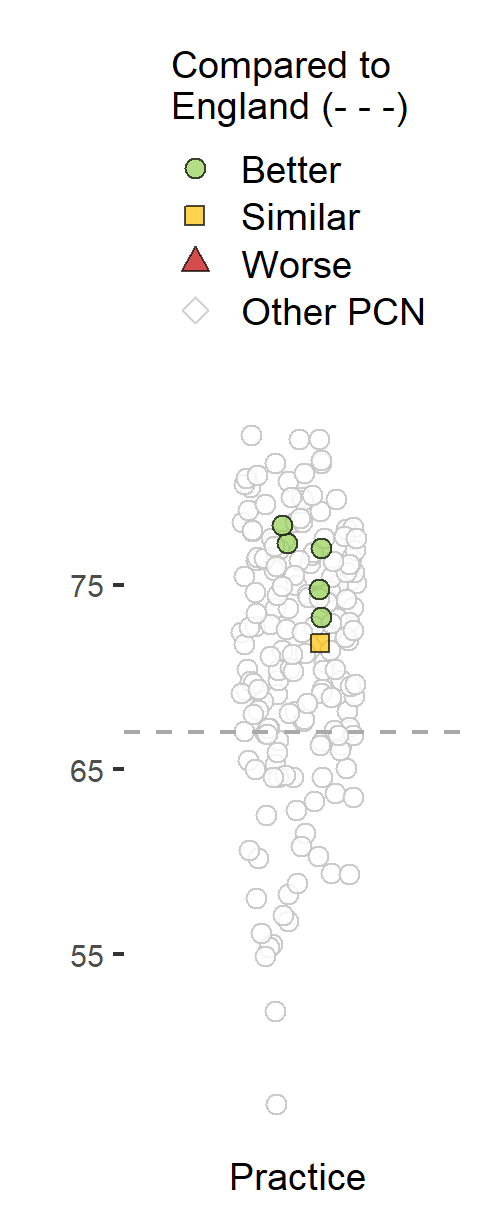 Compared to
England (- - -)
Better
Similar
Worse
Other PCN
75
65
55
Practice